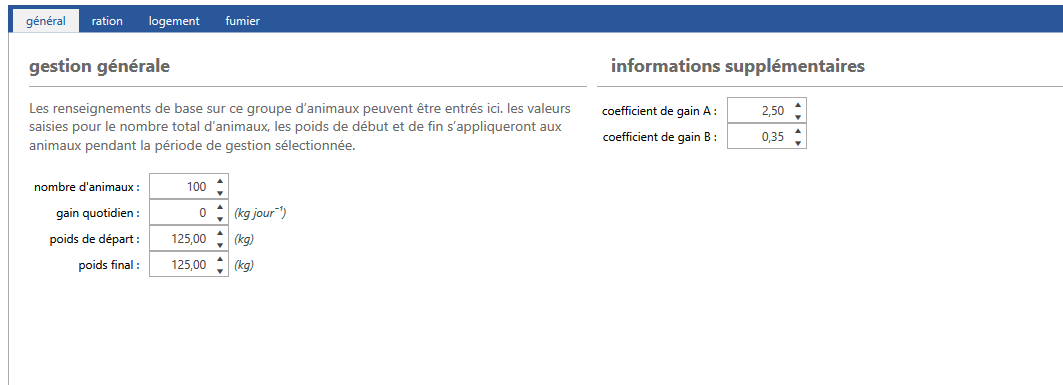 général ration logement fumier
gestion générale
Les renseignements de base sur ce groupe d'animaux peuvent être entrés ici. les valeurs
saisies pour le nombre total d'animaux, les poids de début et de fin s'appliqueront aux
animaux pendant la période de gestion sélectionnée.
nombre d'animaux : 100
gain quotidien : 0 (kg jour⁻¹)
poids de départ : 125,00 (kg)
poids final : 125,00 (kg)
informations supplémentaires
coefficient de gain A : 2,50
coefficient de gain B : 0,35